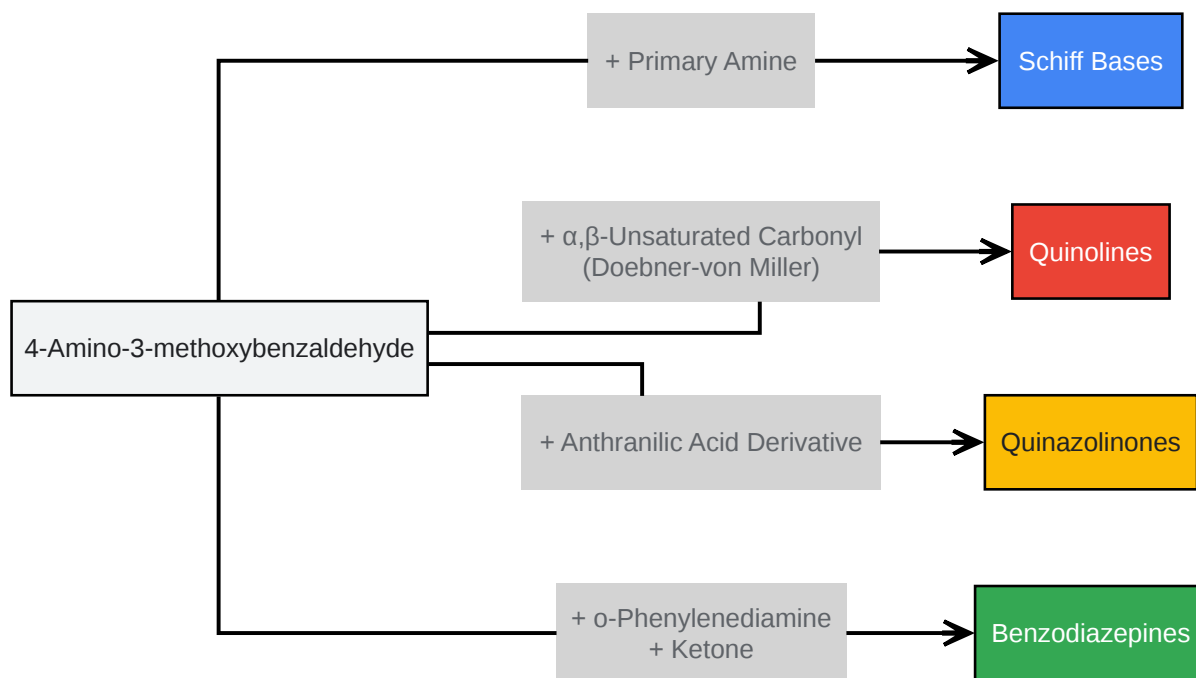 + Primary Amine
Schiff Bases
+ α,β-Unsaturated Carbonyl
(Doebner-von Miller)
Quinolines
4-Amino-3-methoxybenzaldehyde
+ Anthranilic Acid Derivative
Quinazolinones
+ o-Phenylenediamine
+ Ketone
Benzodiazepines